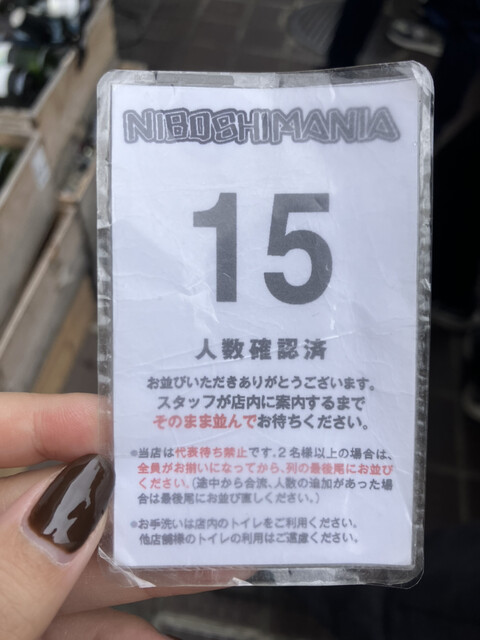 NIBOSHIMANIA
15
人数確認済
お並びいただきありがとうございます。
スタッフが店内に案内するまで
そのまま並んでお待ちください。
※当店は代表待ち禁止です。2名様以上の場合は、
全員がお揃いになってから、列の最後尾にお並び
ください。(途中から合流、人数の追加があった場
合は最後尾にお並び直しください。)
※お手洗いは店内のトイレをご利用ください。
他店舗様のトイレの利用はご遠慮ください。